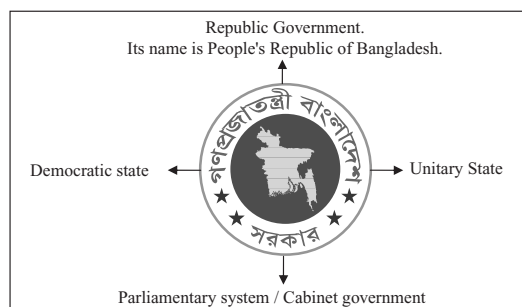 Republic Government.
Its name is People's Republic of Bangladesh.
গণপ্রজাতন্ত্রী বাংলাদেশ
Democratic state
Unitary State
সরকার
Parliamentary system / Cabinet government